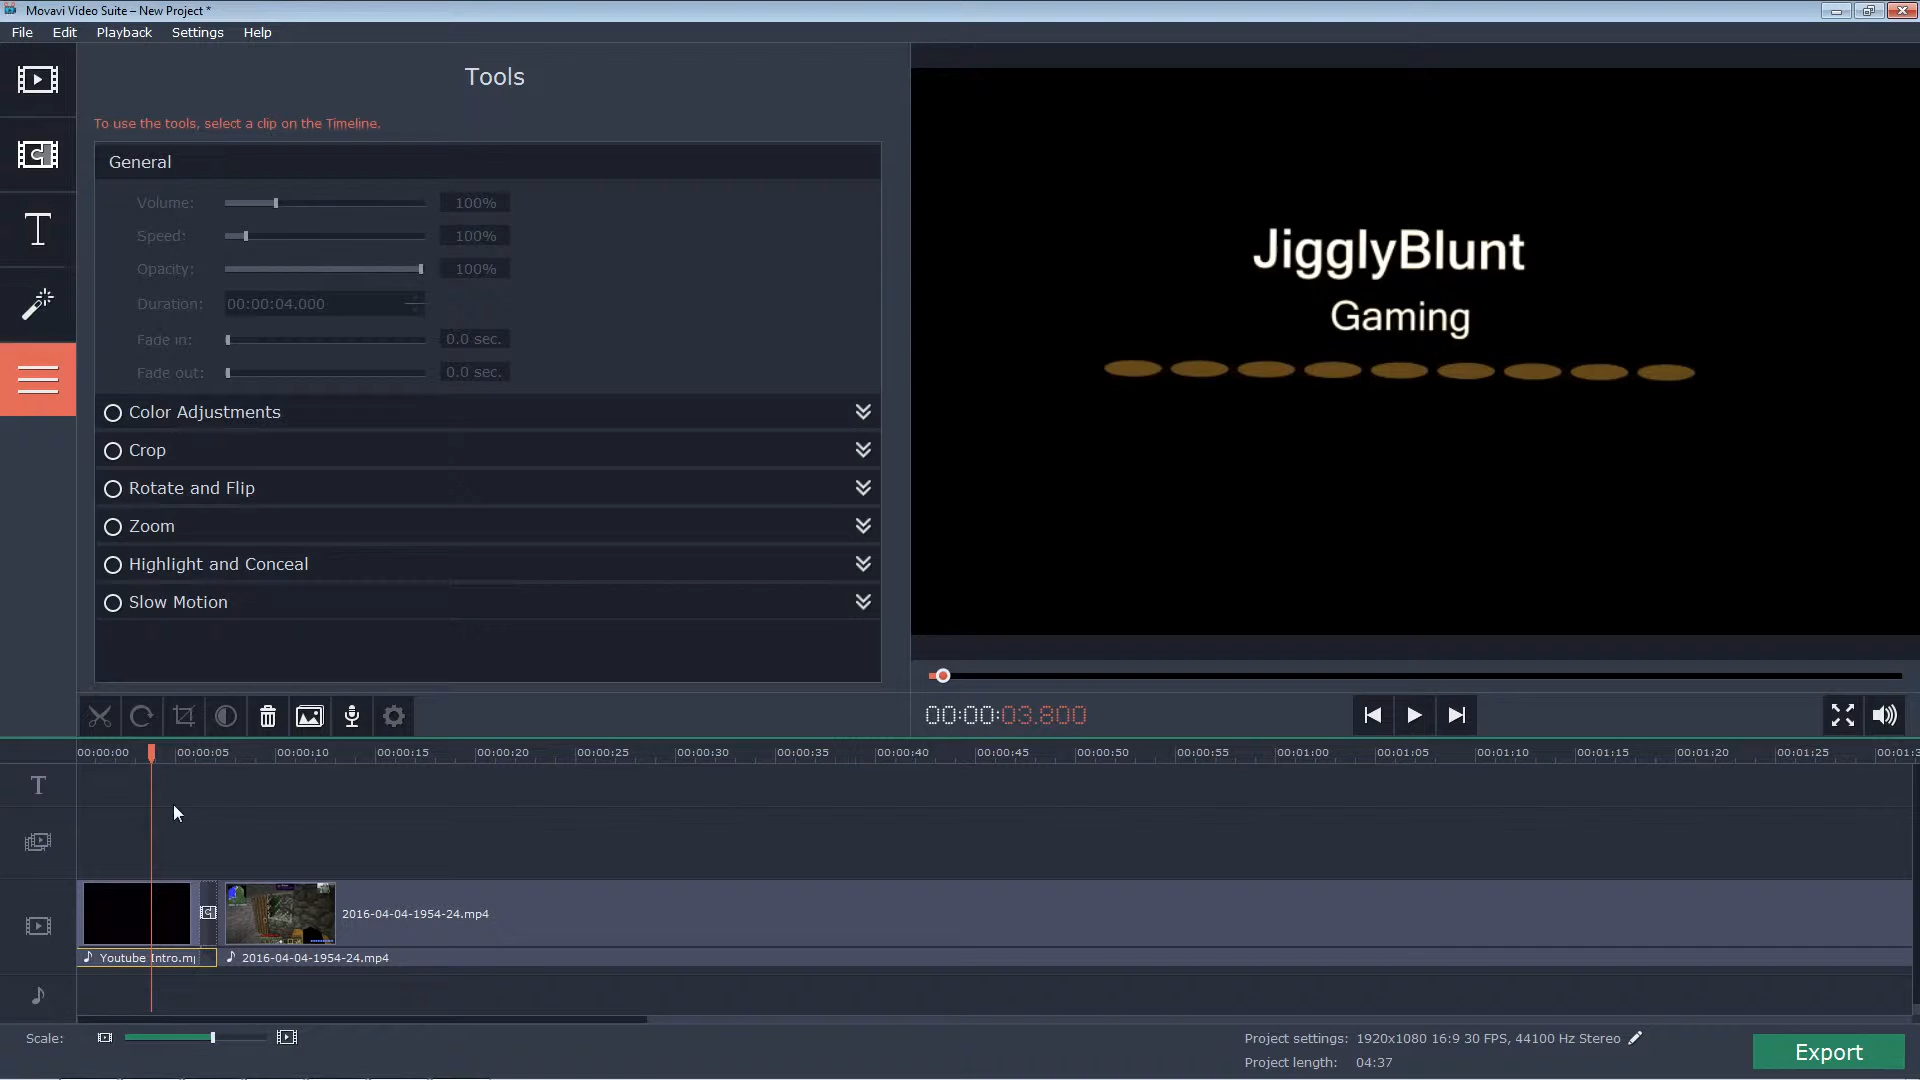 Movavi Video Suite – New Project *
File Edit Playback Settings Help
Tools
To use the tools, select a clip on the Timeline.
General
Volume: 100%
Speed: 100%
Opacity: 100%
Duration: 00:00:04.000
Fade in: 0.0 sec.
Fade out: 0.0 sec.
Color Adjustments
Crop
Rotate and Flip
Zoom
Highlight and Conceal
Slow Motion
JigglyBlunt
Gaming
00:00:03.800
00:00:00 00:00:05 00:00:10 00:00:15 00:00:20 00:00:25 00:00:30 00:00:35 00:00:40 00:00:45 00:00:50 00:00:55 00:01:00 00:01:05 00:01:10 00:01:15 00:01:20 00:01:25 00:01:3
T
2016-04-04-1954-24.mp4
Youtube Intro.m 2016-04-04-1954-24.mp4
Scale:
Project settings: 1920x1080 16:9 30 FPS, 44100 Hz Stereo
Project length: 04:37
Export